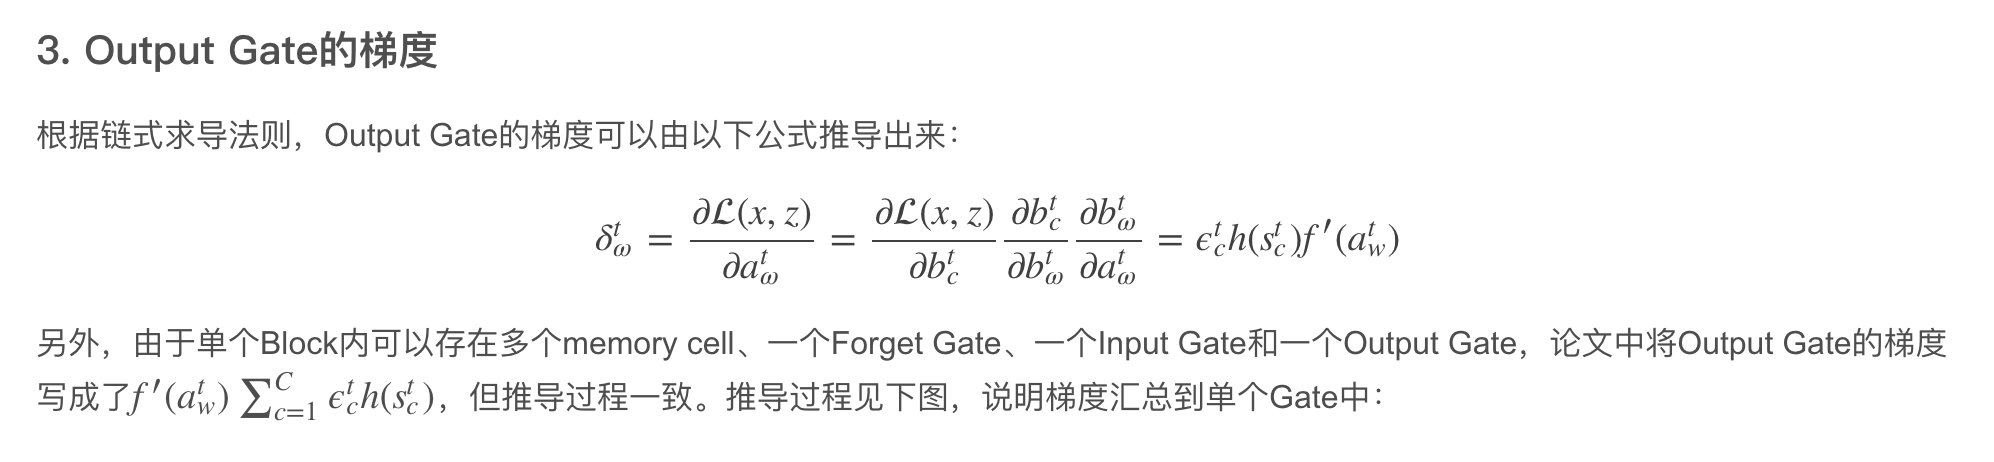 3. Output Gate的梯度
根据链式求导法则，Output Gate的梯度可以由以下公式推导出来：
$$\delta_{\omega}^{t} = \frac{\partial \mathcal{L}(x, z)}{\partial a_{\omega}^{t}} = \frac{\partial \mathcal{L}(x, z)}{\partial b_{c}^{t}} \frac{\partial b_{c}^{t}}{\partial b_{\omega}^{t}} \frac{\partial b_{\omega}^{t}}{\partial a_{\omega}^{t}} = \epsilon_{c}^{t} h(s_{c}^{t}) f'(a_{w}^{t})$$
另外，由于单个Block内可以存在多个memory cell、一个Forget Gate、一个Input Gate和一个Output Gate，论文中将Output Gate的梯度
写成了$f'(a_{w}^{t}) \sum_{c=1}^{C} \epsilon_{c}^{t} h(s_{c}^{t})$，但推导过程一致。推导过程见下图，说明梯度汇总到单个Gate中：